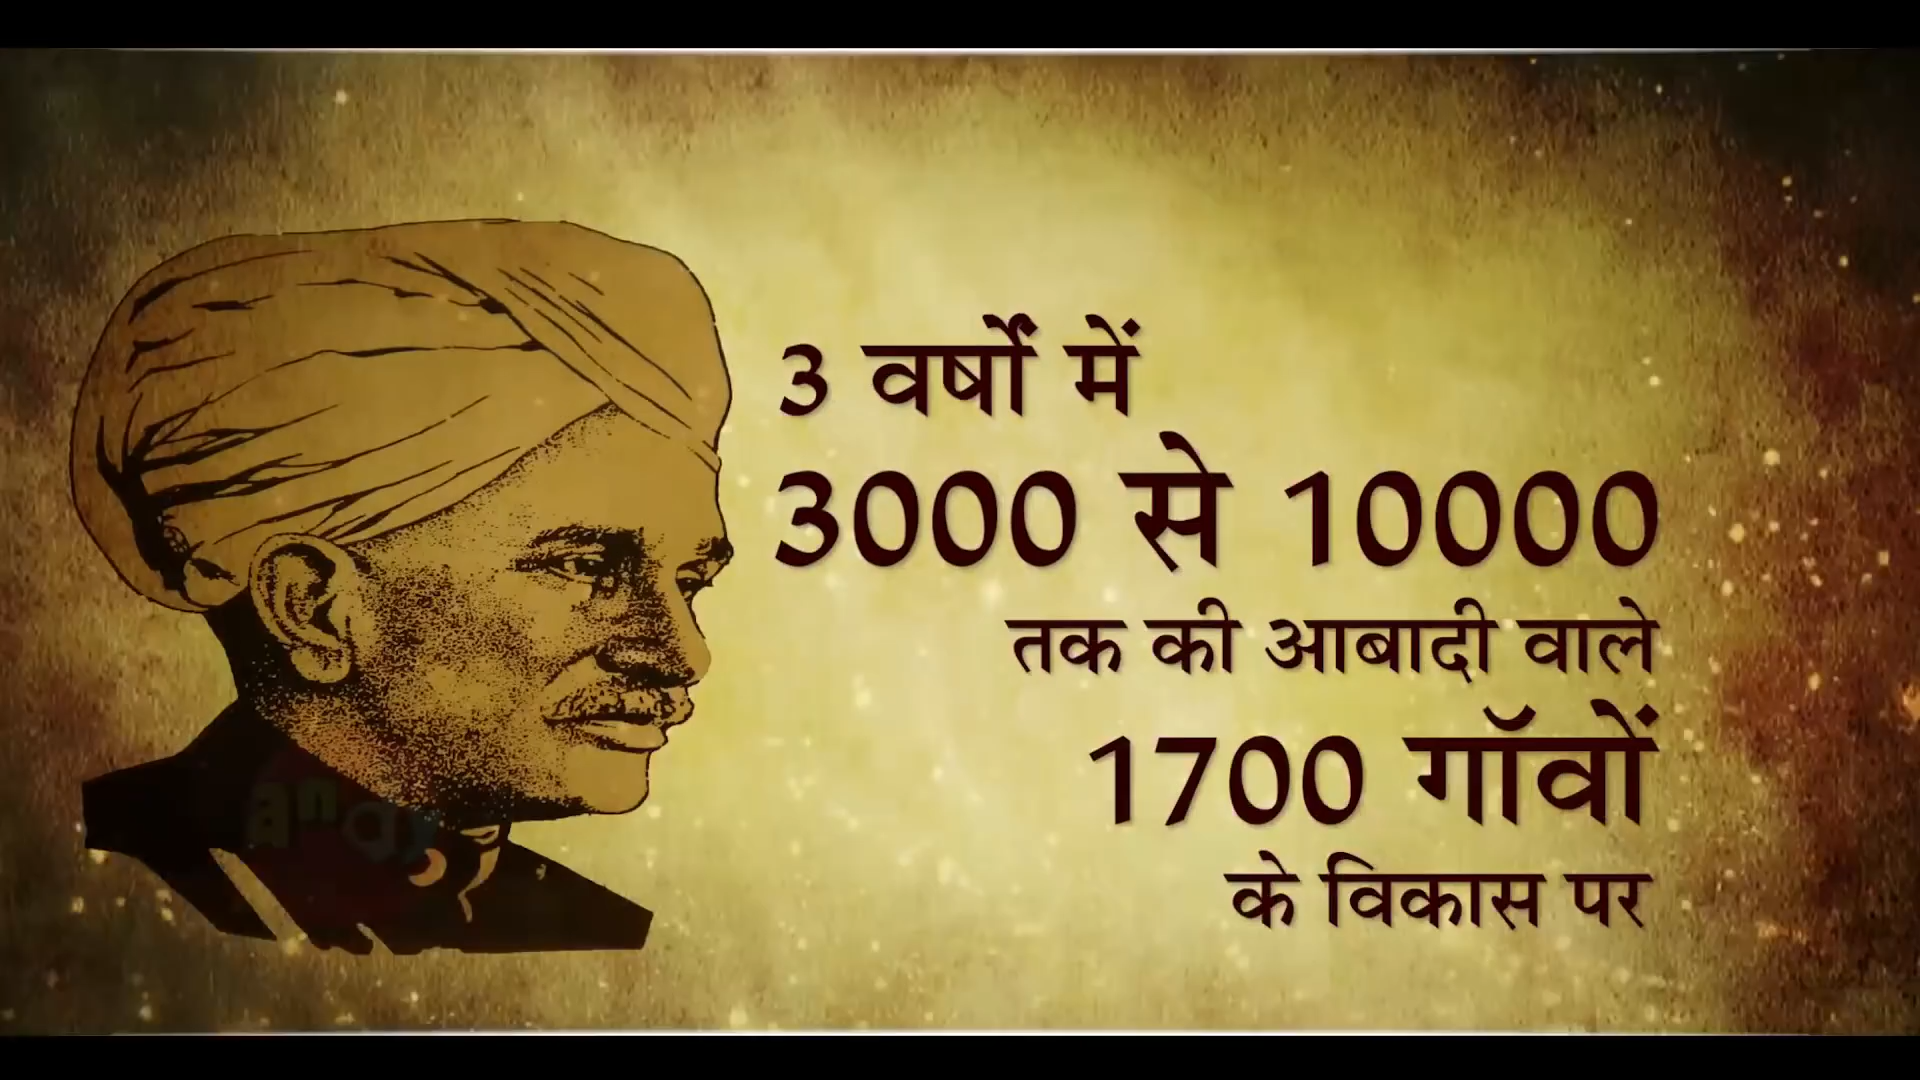 3 वर्षों में
3000 से 10000
तक की आबादी वाले
1700 गॉवों
के विकास पर